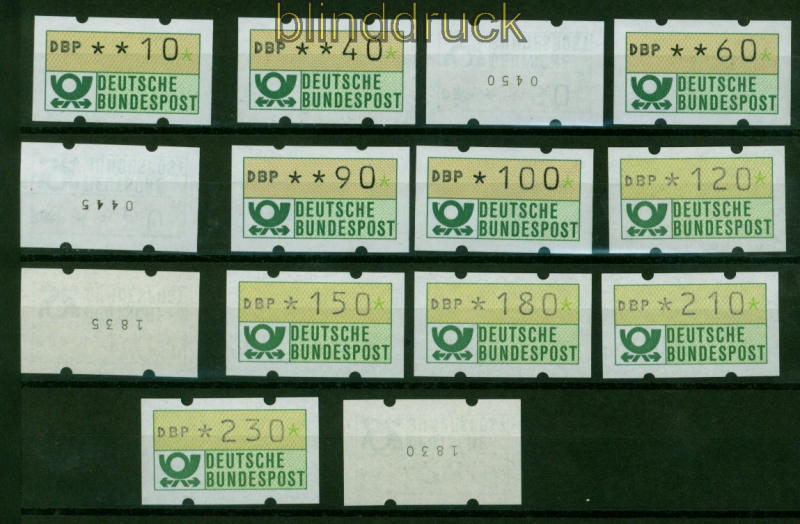 blinddruck
DBP **10*
DEUTSCHE
BUNDESPOST
DBP **40*
DEUTSCHE
BUNDESPOST
0450
DBP **60*
DEUTSCHE
BUNDESPOST
0445
DBP **90
DEUTSCHE
BUNDESPOST
DBP *100*
DEUTSCHE
BUNDESPOST
DBP *120*
DEUTSCHE
BUNDESPOST
1835
DBP *150*
DEUTSCHE
BUNDESPOST
DBP *180*
DEUTSCHE
BUNDESPOST
DBP *210*
DEUTSCHE
BUNDESPOST
DBP *230*
DEUTSCHE
BUNDESPOST
1830